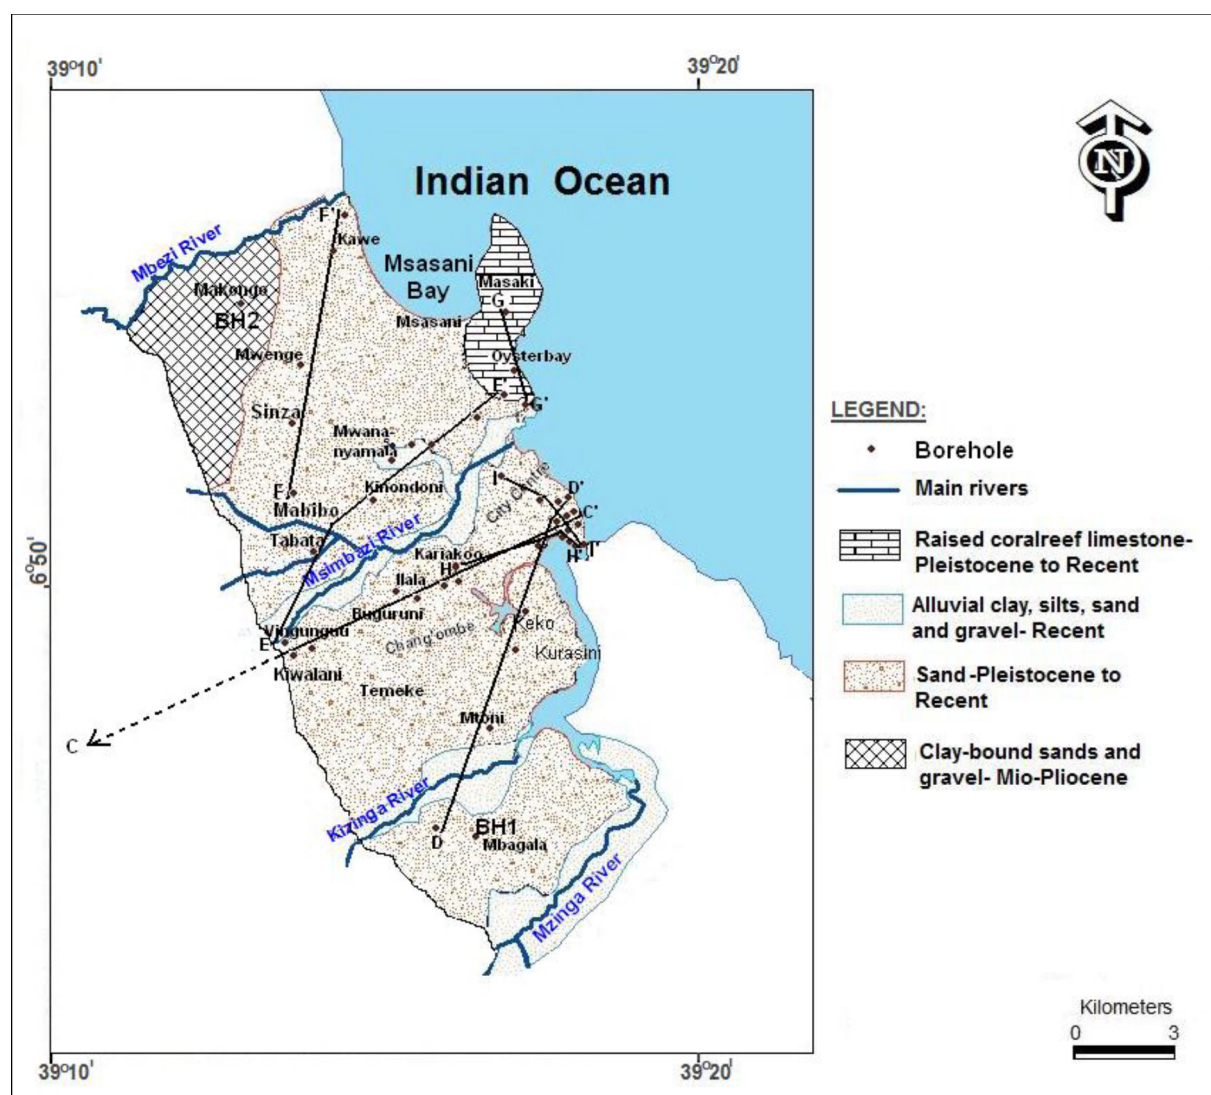 39°10'
39°20'
N
Indian Ocean
F'
Kawe
Mbezi River
Msasani
Bay
Makongo
BH2
Masaki
G
Msasani
Mwenge
Oysterbay
E'
G'
Sinza
Mwana-
nyamala
I
City Centre
D'
Kinondoni
F
C'
Mabibo
Tabata
Msimbazi River
Kariakoo
H'
I'
H
6°50'
Ilala
Buguruni
Keko
Chang'ombe
Vingunguti
E
Kurasini
Kiwalani
Temeke
Mtoni
C
Kizinga River
BH1
D
Mbagala
Mzinga River
LEGEND:
Borehole
Main rivers
Raised coralreef limestone-
Pleistocene to Recent
Alluvial clay, silts, sand
and gravel- Recent
Sand -Pleistocene to
Recent
Clay-bound sands and
gravel- Mio-Pliocene
Kilometers
0 3
39°10'
39°20'